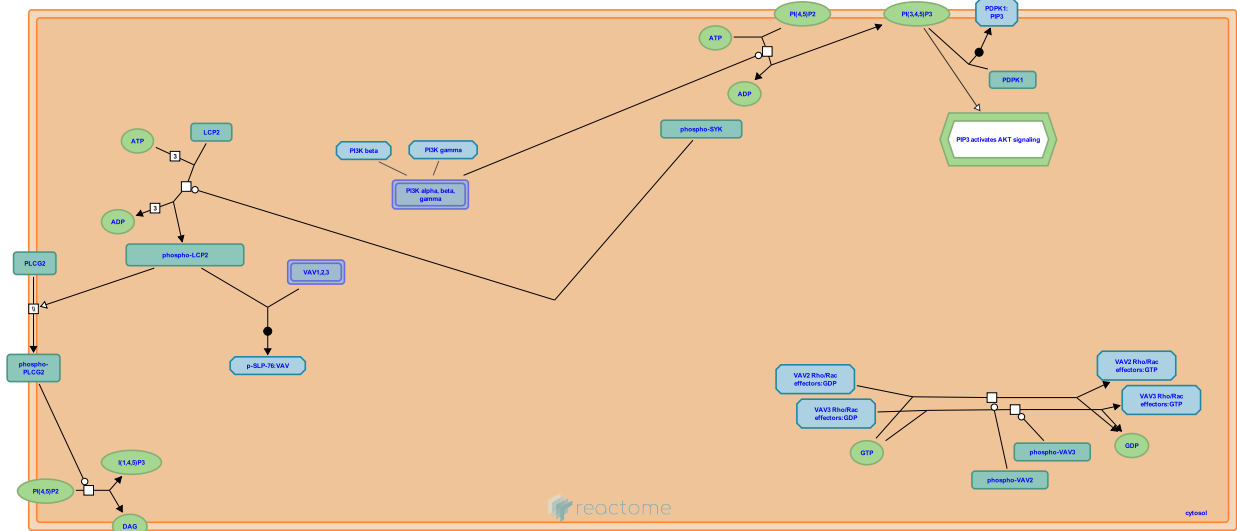 PI(4,5)P2
PI(3,4,5)P3
PDPK1:
PIP3
ATP
PDPK1
ADP
phospho-SYK
LCP2
ATP
3
PIP3 activates AKT signaling
PI3K beta
PI3K gamma
PI3K alpha, beta,
gamma
3
ADP
phospho-LCP2
PLCG2
VAV1,2,3
phospho-
PLCG2
p-SLP-76:VAV
VAV2 Rho/Rac
effectors:GTP
VAV2 Rho/Rac
effectors:GDP
VAV3 Rho/Rac
effectors:GTP
VAV3 Rho/Rac
effectors:GDP
GTP
GDP
phospho-VAV3
phospho-VAV2
I(1,4,5)P3
PI(4,5)P2
DAG
reactome
cytosol